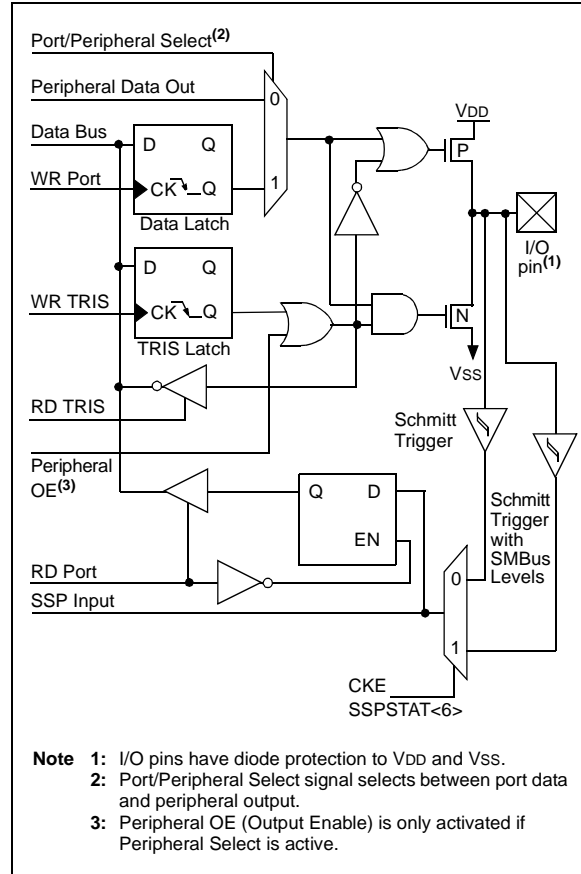 Port/Peripheral Select(2)
Peripheral Data Out
Data Bus
WR Port
D Q
CK Q
Data Latch
0
1
VDD
P
I/O
pin(1)
D Q
WR TRIS
CK Q
TRIS Latch
N
VSS
RD TRIS
Schmitt
Trigger
Peripheral
OE(3)
Q D
EN
Schmitt
Trigger
with
SMBus
Levels
RD Port
SSP Input
0
1
CKE
SSPSTAT<6>
Note 1: I/O pins have diode protection to VDD and VSS.
2: Port/Peripheral Select signal selects between port data
and peripheral output.
3: Peripheral OE (Output Enable) is only activated if
Peripheral Select is active.